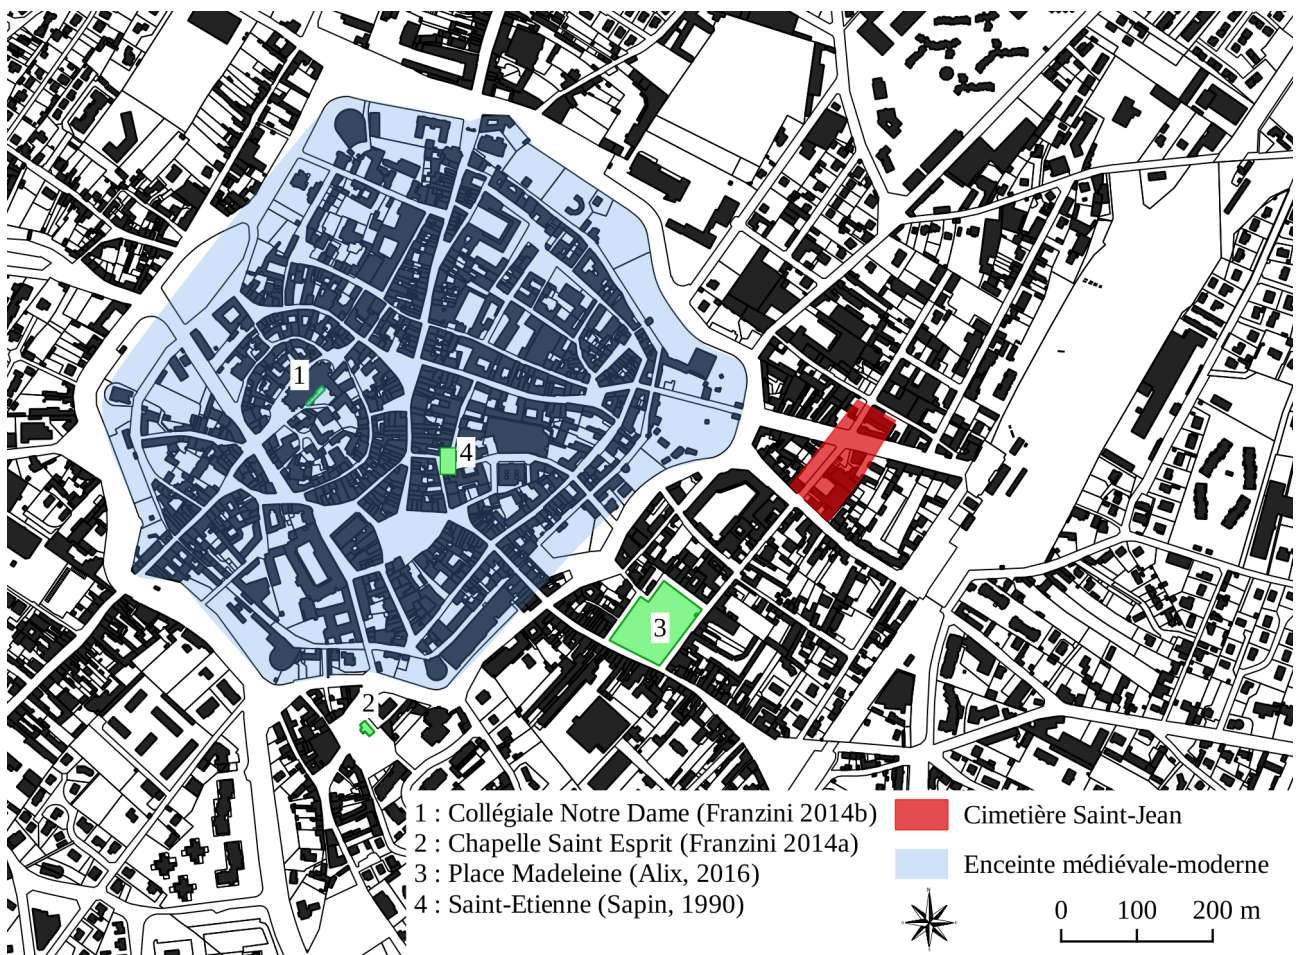 1
4
3
2
1 : Collégiale Notre Dame (Franzini 2014b)
2 : Chapelle Saint Esprit (Franzini 2014a)
3 : Place Madeleine (Alix, 2016)
4 : Saint-Etienne (Sapin, 1990)
Cimetière Saint-Jean
Enceinte médiévale-moderne
0 100 200 m